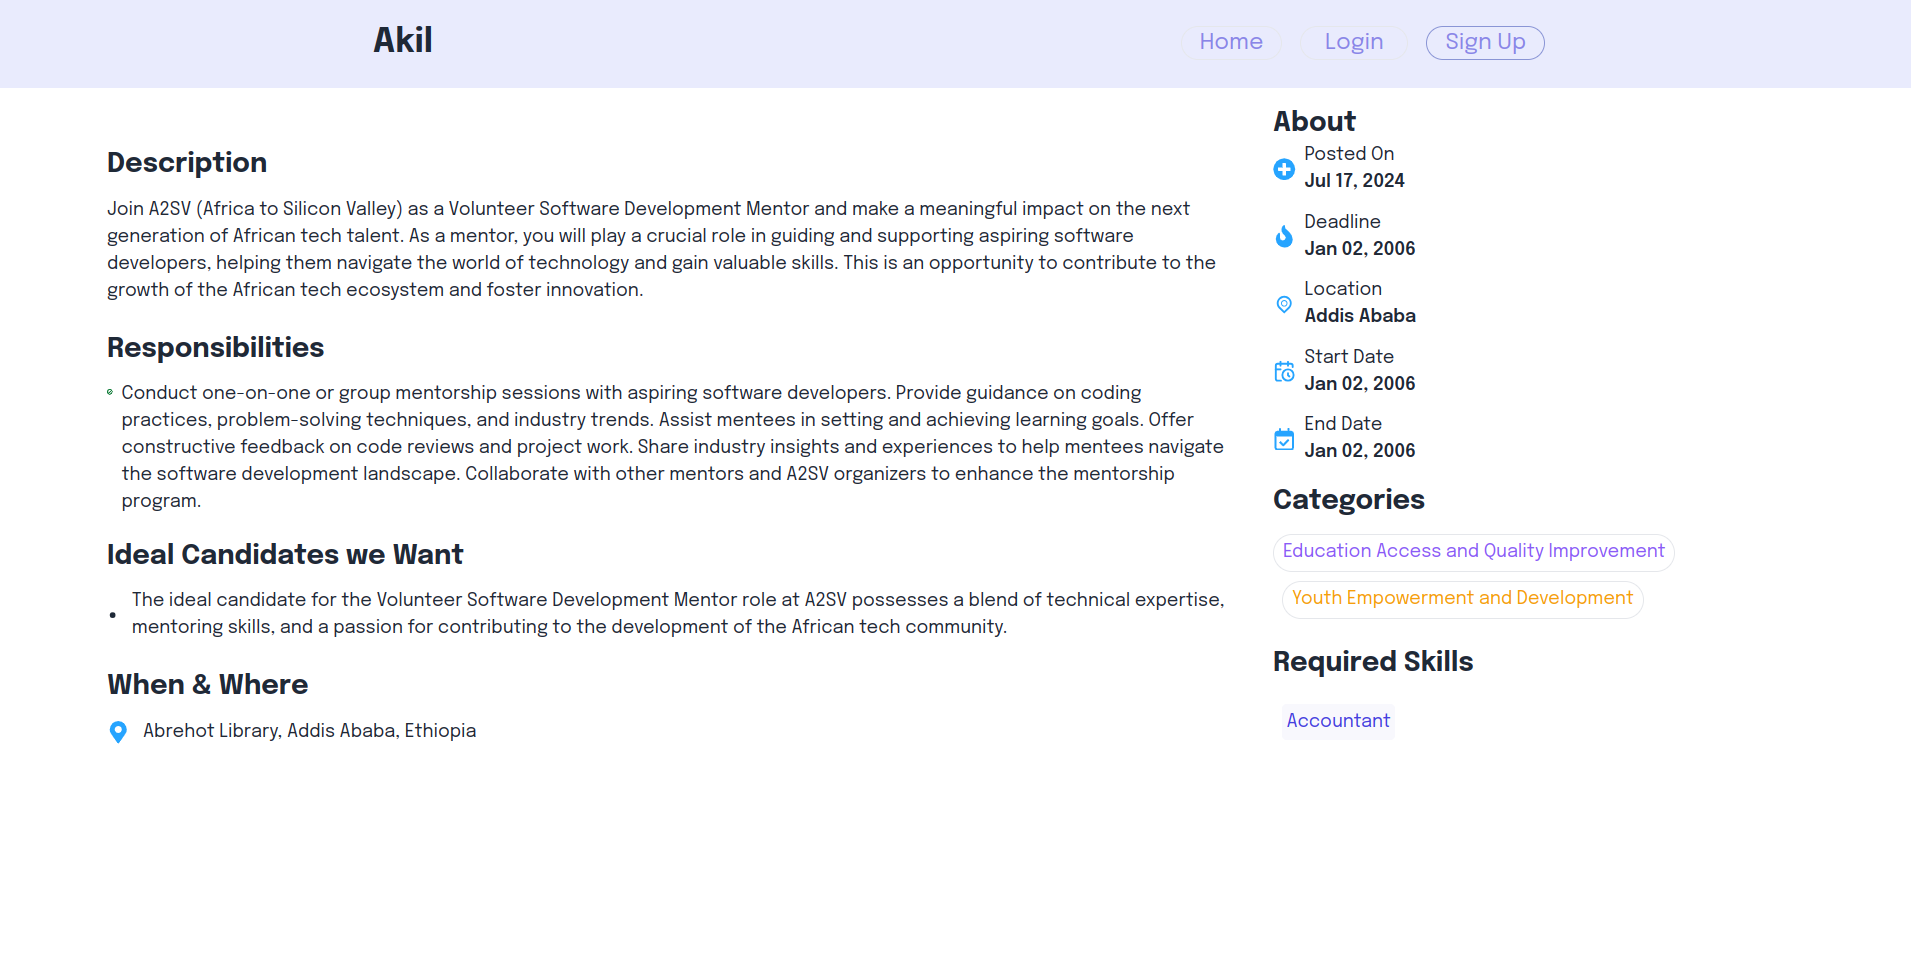 Akil
Home
Login
Sign Up
Description
Join A2SV (Africa to Silicon Valley) as a Volunteer Software Development Mentor and make a meaningful impact on the next
generation of African tech talent. As a mentor, you will play a crucial role in guiding and supporting aspiring software
developers, helping them navigate the world of technology and gain valuable skills. This is an opportunity to contribute to the
growth of the African tech ecosystem and foster innovation.
Responsibilities
Conduct one-on-one or group mentorship sessions with aspiring software developers. Provide guidance on coding
practices, problem-solving techniques, and industry trends. Assist mentees in setting and achieving learning goals. Offer
constructive feedback on code reviews and project work. Share industry insights and experiences to help mentees navigate
the software development landscape. Collaborate with other mentors and A2SV organizers to enhance the mentorship
program.
Ideal Candidates we Want
• The ideal candidate for the Volunteer Software Development Mentor role at A2SV possesses a blend of technical expertise,
mentoring skills, and a passion for contributing to the development of the African tech community.
When & Where
Abrehot Library, Addis Ababa, Ethiopia
About
Posted On
Jul 17, 2024
Deadline
Jan 02, 2006
Location
Addis Ababa
Start Date
Jan 02, 2006
End Date
Jan 02, 2006
Categories
Education Access and Quality Improvement
Youth Empowerment and Development
Required Skills
Accountant